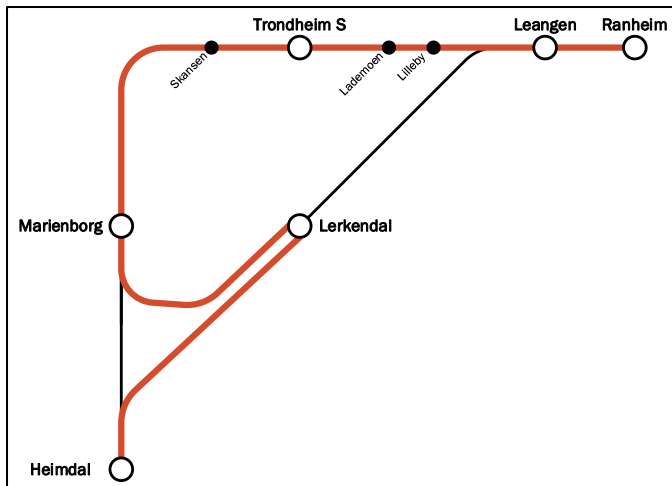 Trondheim S
Leangen
Ranheim
Skansen
Lademoen
Lilleby
Marienborg
Lerkendal
Heimdal